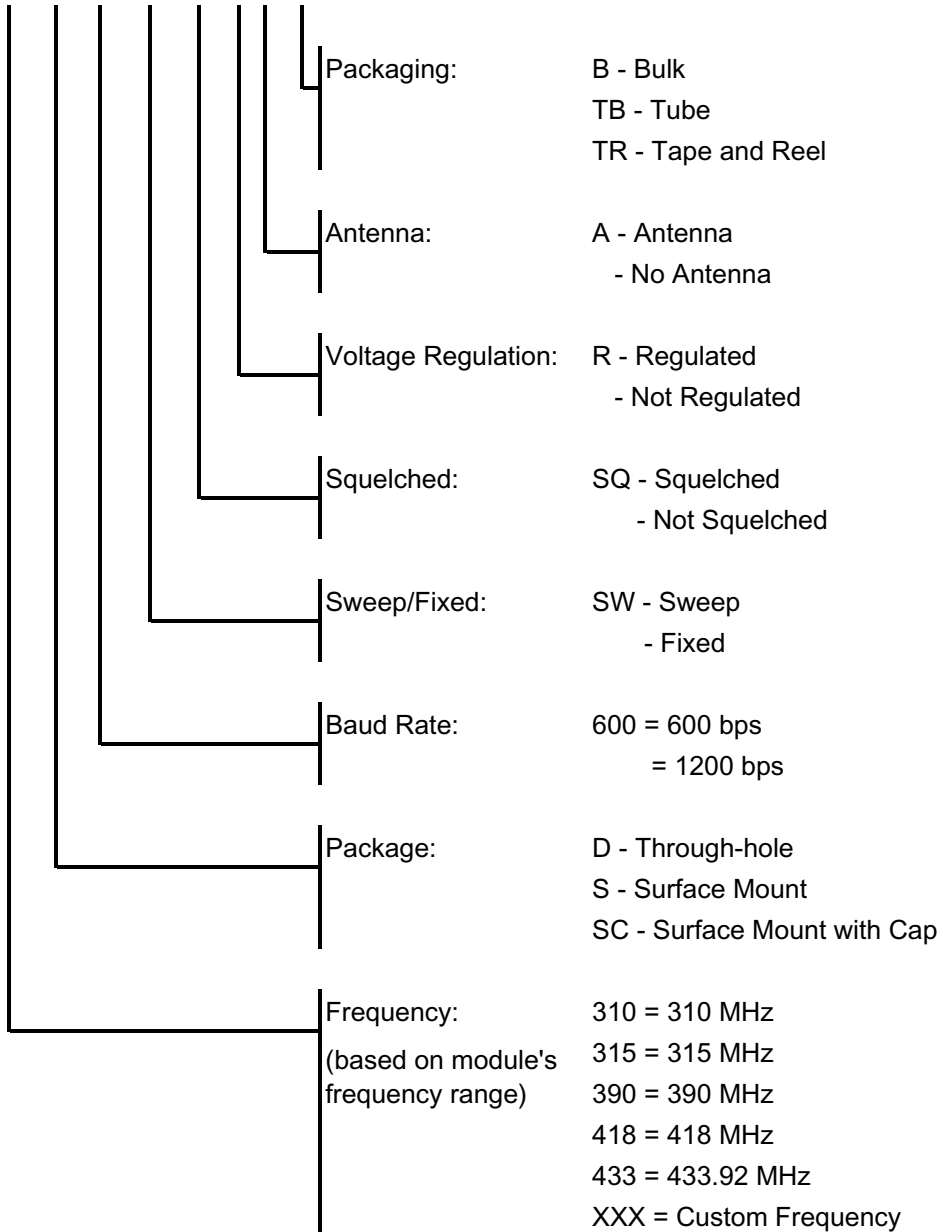 Packaging: B - Bulk
TB - Tube
TR - Tape and Reel
Antenna: A - Antenna
- No Antenna
Voltage Regulation: R - Regulated
- Not Regulated
Squelched: SQ - Squelched
- Not Squelched
Sweep/Fixed: SW - Sweep
- Fixed
Baud Rate: 600 = 600 bps
= 1200 bps
Package: D - Through-hole
S - Surface Mount
SC - Surface Mount with Cap
Frequency: 310 = 310 MHz
(based on module's 315 = 315 MHz
frequency range) 390 = 390 MHz
418 = 418 MHz
433 = 433.92 MHz
XXX = Custom Frequency